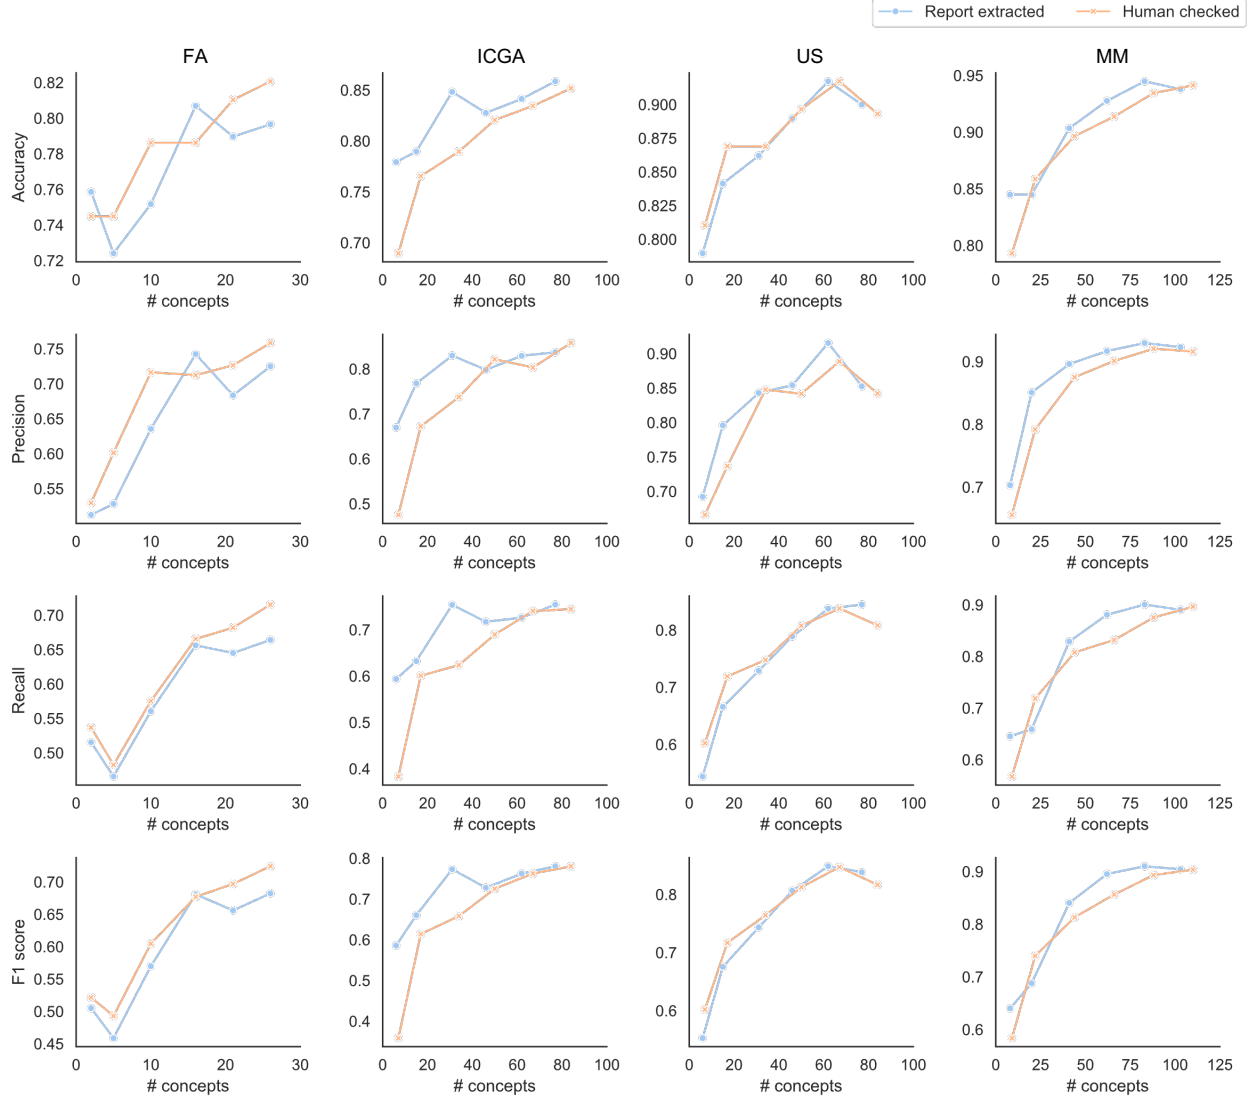 Report extracted Human checked
FA ICGA US MM
Accuracy
0.82
0.80
0.78
0.76
0.74
0.72
0 10 20 30
# concepts
0.85
0.80
0.75
0.70
0 20 40 60 80 100
# concepts
0.900
0.875
0.850
0.825
0.800
0 20 40 60 80 100
# concepts
0.95
0.90
0.85
0.80
0 25 50 75 100 125
# concepts
Precision
0.75
0.70
0.65
0.60
0.55
0 10 20 30
# concepts
0.8
0.7
0.6
0.5
0 20 40 60 80 100
# concepts
0.90
0.85
0.80
0.75
0.70
0 20 40 60 80 100
# concepts
0.9
0.8
0.7
0 25 50 75 100 125
# concepts
Recall
0.70
0.65
0.60
0.55
0.50
0 10 20 30
# concepts
0.7
0.6
0.5
0.4
0 20 40 60 80 100
# concepts
0.8
0.7
0.6
0 20 40 60 80 100
# concepts
0.9
0.8
0.7
0.6
0 25 50 75 100 125
# concepts
F1 score
0.70
0.65
0.60
0.55
0.50
0.45
0 10 20 30
# concepts
0.8
0.7
0.6
0.5
0.4
0 20 40 60 80 100
# concepts
0.8
0.7
0.6
0 20 40 60 80 100
# concepts
0.9
0.8
0.7
0.6
0 25 50 75 100 125
# concepts